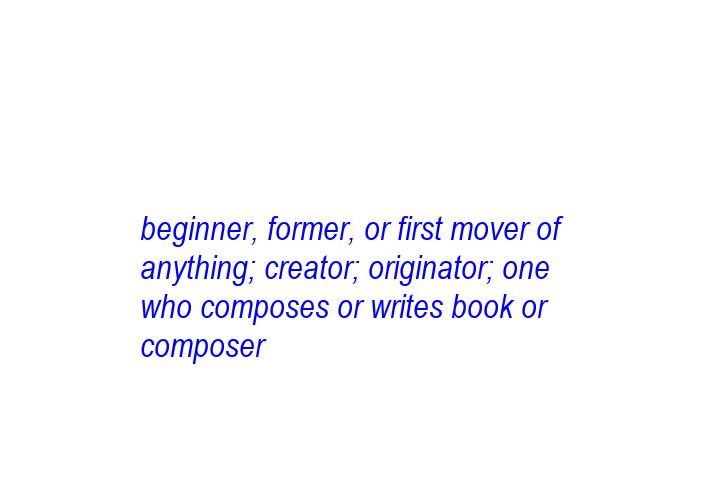 beginner, former, or first mover of
anything; creator; originator; one
who composes or writes book or
composer